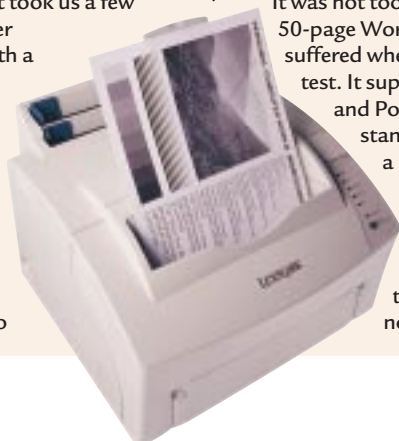 t took us a few
er
th a
o
It was not too
50-page Wor
suffered whe
test. It sup
and Po
stan
a
t
ne
LEXMARK